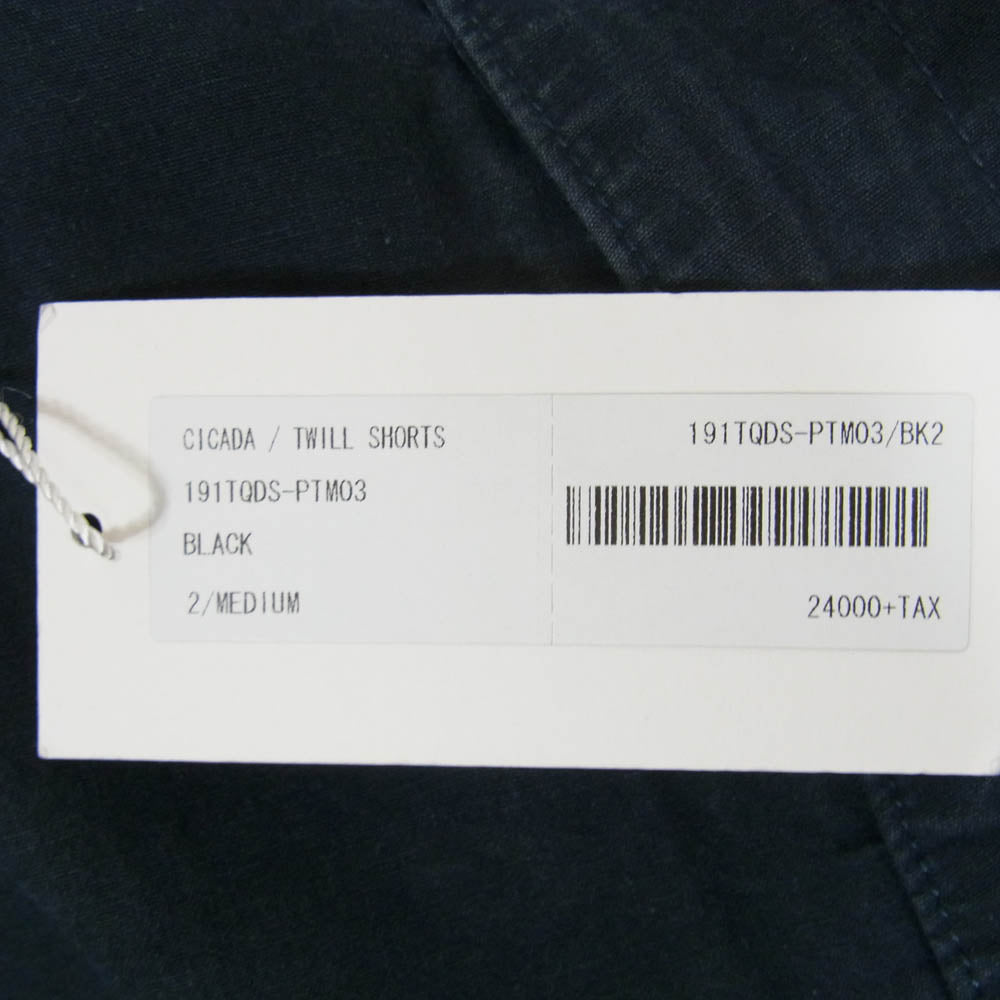 CICADA / TWILL SHORTS
191TQDS-PTM03
BLACK
2/MEDIUM
191TQDS-PTM03/BK2
24000+TAX